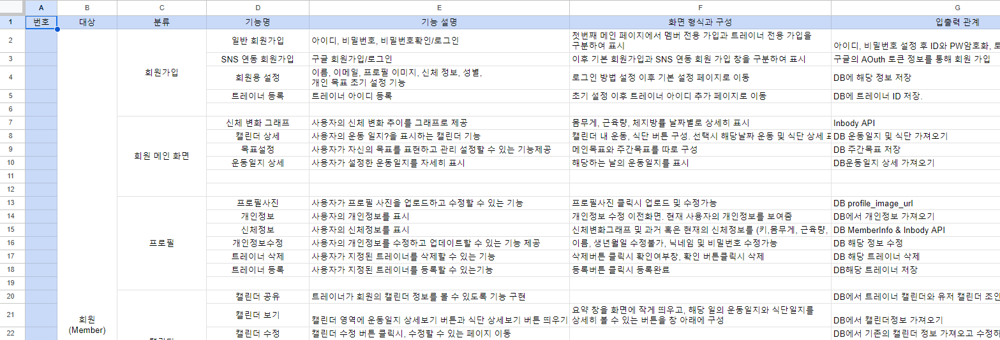 A B C D E F G
1 번호 대상 분류 기능명 기능 설명 화면 형식과 구성 입출력 관계
2 일반 회원가입 아이디, 비밀번호, 비밀번호확인/로그인 첫번째 메인 페이지에서 멤버 전용 가입과 트레이너 전용 가입을
구분하여 표시 아이디, 비밀번호 설정 후 ID와 PW암호화, 토
3 SNS 연동 회원가입 구글 회원가입/로그인 이후 기본 회원가입과 SNS 연동 회원 가입 창을 구분하여 표시 구글의 AOuth 토큰 정보를 통해 회원 가입
회원가입
4 회원용 설정 이름, 이메일, 프로필 이미지, 신체 정보, 성별,
개인 목표 초기 설정 기능 로그인 방법 설정 이후 기본 설정 페이지로 이동 DB에 해당 정보 저장
5 트레이너 등록 트레이너 아이디 등록 초기 설정 이후 트레이너 아이디 추가 페이지로 이동 DB에 트레이너 ID 저장.
6
7 신체 변화 그래프 사용자의 신체 변화 추이를 그래프로 제공 몸무게, 근육량, 체지방률 날짜별로 상세히 표시 Inbody API
8 캘린더 상세 사용자의 운동 일지?을 표시하는 캘린더 기능 캘린더 내 운동, 식단 버튼 구성. 선택시 해당날짜 운동 및 식단 상세 표 DB 운동일지 및 식단 가져오기
9 회원 메인 화면 목표설정 사용자가 자신의 목표를 표현하고 관리 설정할 수 있는 기능제공 메인목표와 주간목표를 따로 구성 DB 주간목표 저장
10 운동일지 상세 사용자가 설정한 운동일지를 자세히 표시 해당하는 날의 운동일지를 표시 DB운동일지 상세 가져오기
11
12
13 프로필사진 사용자가 프로필 사진을 업로드하고 수정할 수 있는 기능 프로필사진 클릭시 업로드 및 수정가능 DB profile_image_url
14 개인정보 사용자의 개인정보를 표시 개인정보 수정 이전화면. 현재 사용자의 개인정보를 보여줌 DB에서 개인정보 가져오기
15 신체정보 사용자의 신체정보를 표시 신체변화그래프 및 과거 혹은 현재의 신체정보를 (키,몸무게, 근육량, DB MemberInfo & Inbody API
16 프로필 개인정보수정 사용자의 개인정보를 수정하고 업데이트할 수 있는 기능 제공 이름, 생년월일 수정불가, 닉네임 및 비밀번호 수정가능 DB 해당 정보 수정
17 트레이너 삭제 사용자가 지정된 트레이너를 삭제할 수 있는 기능 삭제버튼 클릭시 확인여부창, 확인 버튼클릭시 삭제 DB 해당 트레이너 삭제
18 트레이너 등록 사용자가 지정된 트레이너를 등록할 수 있는기능 등록버튼 클릭시 등록완료 DB해당 트레이너 저장
19
20 캘린더 공유 트레이너가 회원의 캘린더 정보를 볼 수 있도록 기능 구현 DB에서 트레이너 캘린더와 유저 캘린더 조인
21 회원 캘린더 보기 캘린더 영역에 운동일지 상세보기 버튼과 식단 상세보기 버튼 띄우기 요약 창을 화면에 작게 띄우고, 해당 일의 운동일지와 식단일지를
상세히 볼 수 있는 버튼을 창 아래에 구성 DB에서 캘린더정보 가져오기
22 (Member) 캘린더 수정 캘린더 수정 버튼 클릭시, 수정할 수 있는 페이지 이동 DB에서 기존의 캘린더 정보 가져오고 수정하